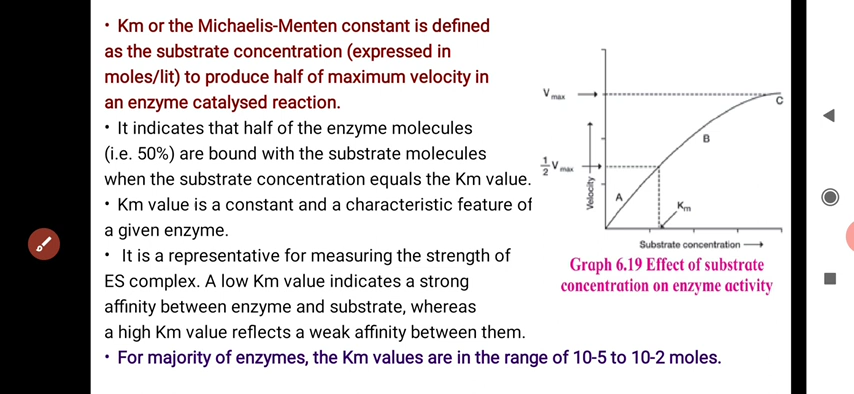 • Km or the Michaelis-Menten constant is defined
as the substrate concentration (expressed in
moles/lit) to produce half of maximum velocity in
an enzyme catalysed reaction.
• It indicates that half of the enzyme molecules
(i.e. 50%) are bound with the substrate molecules
when the substrate concentration equals the Km value.
• Km value is a constant and a characteristic feature of
a given enzyme.
• It is a representative for measuring the strength of
ES complex. A low Km value indicates a strong
affinity between enzyme and substrate, whereas
a high Km value reflects a weak affinity between them.
• For majority of enzymes, the Km values are in the range of 10-5 to 10-2 moles.
Vmax
C
B
1/2 Vmax
A
Km
Velocity
Substrate concentration
Graph 6.19 Effect of substrate
concentration on enzyme activity